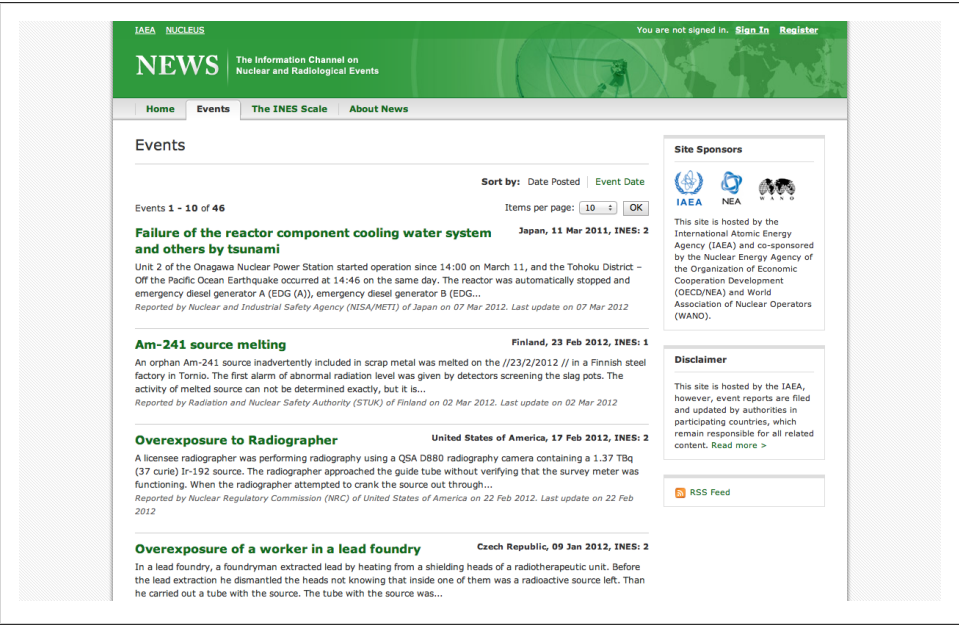 IAEA NUCLEUS
You are not signed in. Sign In Register
NEWS
The Information Channel on
Nuclear and Radiological Events
Home Events The INES Scale About News
Events
Sort by: Date Posted Event Date
Events 1 - 10 of 46
Items per page: 10 OK
Failure of the reactor component cooling water system
and others by tsunami
Japan, 11 Mar 2011, INES: 2
Unit 2 of the Onagawa Nuclear Power Station started operation since 14:00 on March 11, and the Tohoku District –
Off the Pacific Ocean Earthquake occurred at 14:46 on the same day. The reactor was automatically stopped and
emergency diesel generator A (EDG (A)), emergency diesel generator B (EDG...
Reported by Nuclear and Industrial Safety Agency (NISA/METI) of Japan on 07 Mar 2012. Last update on 07 Mar 2012
Am-241 source melting
Finland, 23 Feb 2012, INES: 1
An orphan Am-241 source inadvertently included in scrap metal was melted on the //23/2/2012 // in a Finnish steel
factory in Tornio. The first alarm of abnormal radiation level was given by detectors screening the slag pots. The
activity of melted source can not be determined exactly, but it is...
Reported by Radiation and Nuclear Safety Authority (STUK) of Finland on 02 Mar 2012. Last update on 02 Mar 2012
Overexposure to Radiographer
United States of America, 17 Feb 2012, INES: 2
A licensee radiographer was performing radiography using a QSA D880 radiography camera containing a 1.37 TBq
(37 curie) Ir-192 source. The radiographer approached the guide tube without verifying that the survey meter was
functioning. When the radiographer attempted to crank the source out through...
Reported by Nuclear Regulatory Commission (NRC) of United States of America on 22 Feb 2012. Last update on 22 Feb
2012
Overexposure of a worker in a lead foundry
Czech Republic, 09 Jan 2012, INES: 2
In a lead foundry, a foundryman extracted lead by heating from a shielding heads of a radiotherapeutic unit. Before
the lead extraction he dismantled the heads not knowing that inside one of them was a radioactive source left. Than
he carried out a tube with the source. The tube with the source was...
Site Sponsors
IAEA NEA WANO
This site is hosted by the
International Atomic Energy
Agency (IAEA) and co-sponsored
by the Nuclear Energy Agency of
the Organization of Economic
Cooperation Development
(OECD/NEA) and World
Association of Nuclear Operators
(WANO).
Disclaimer
This site is hosted by the IAEA,
however, event reports are filed
and updated by authorities in
participating countries, which
remain responsible for all related
content. Read more >
RSS Feed